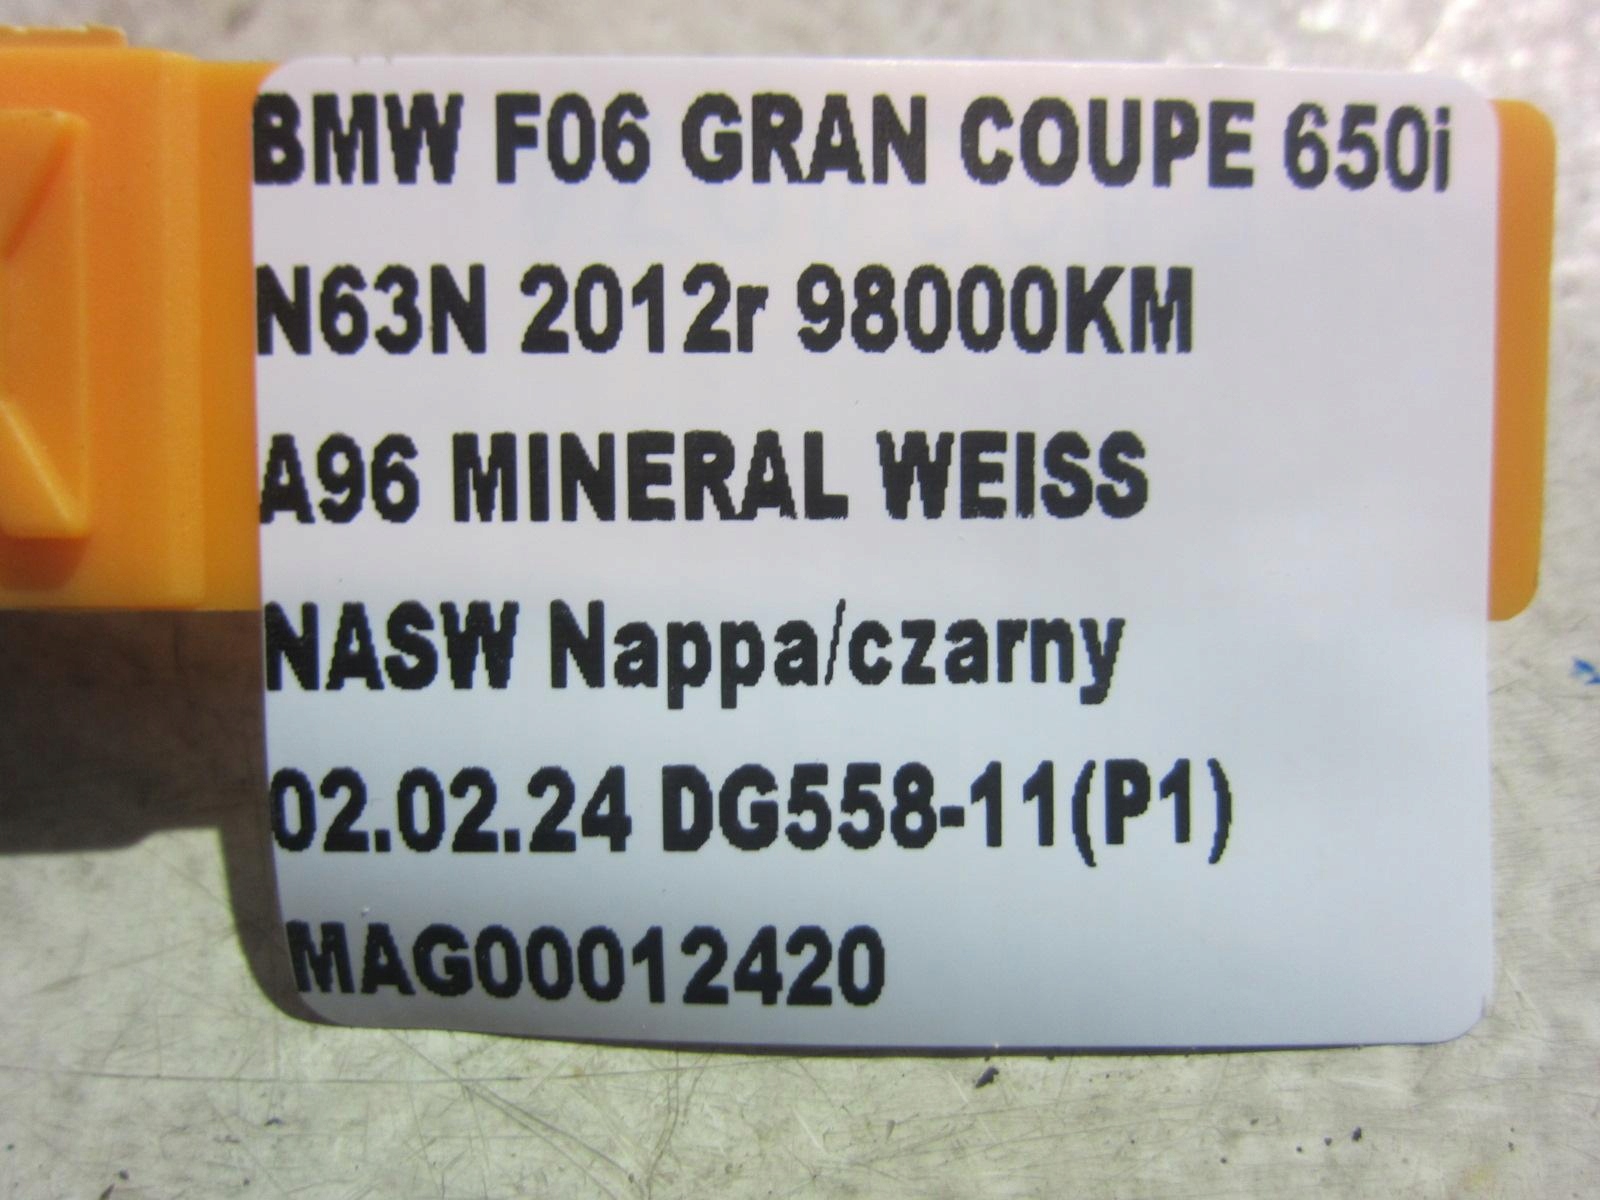 BMW F06 GRAN COUPE 650i
N63N 2012r 98000KM
A96 MINERAL WEISS
NASW Nappa/czarny
02.02.24 DG558-11(P1)
MAG00012420